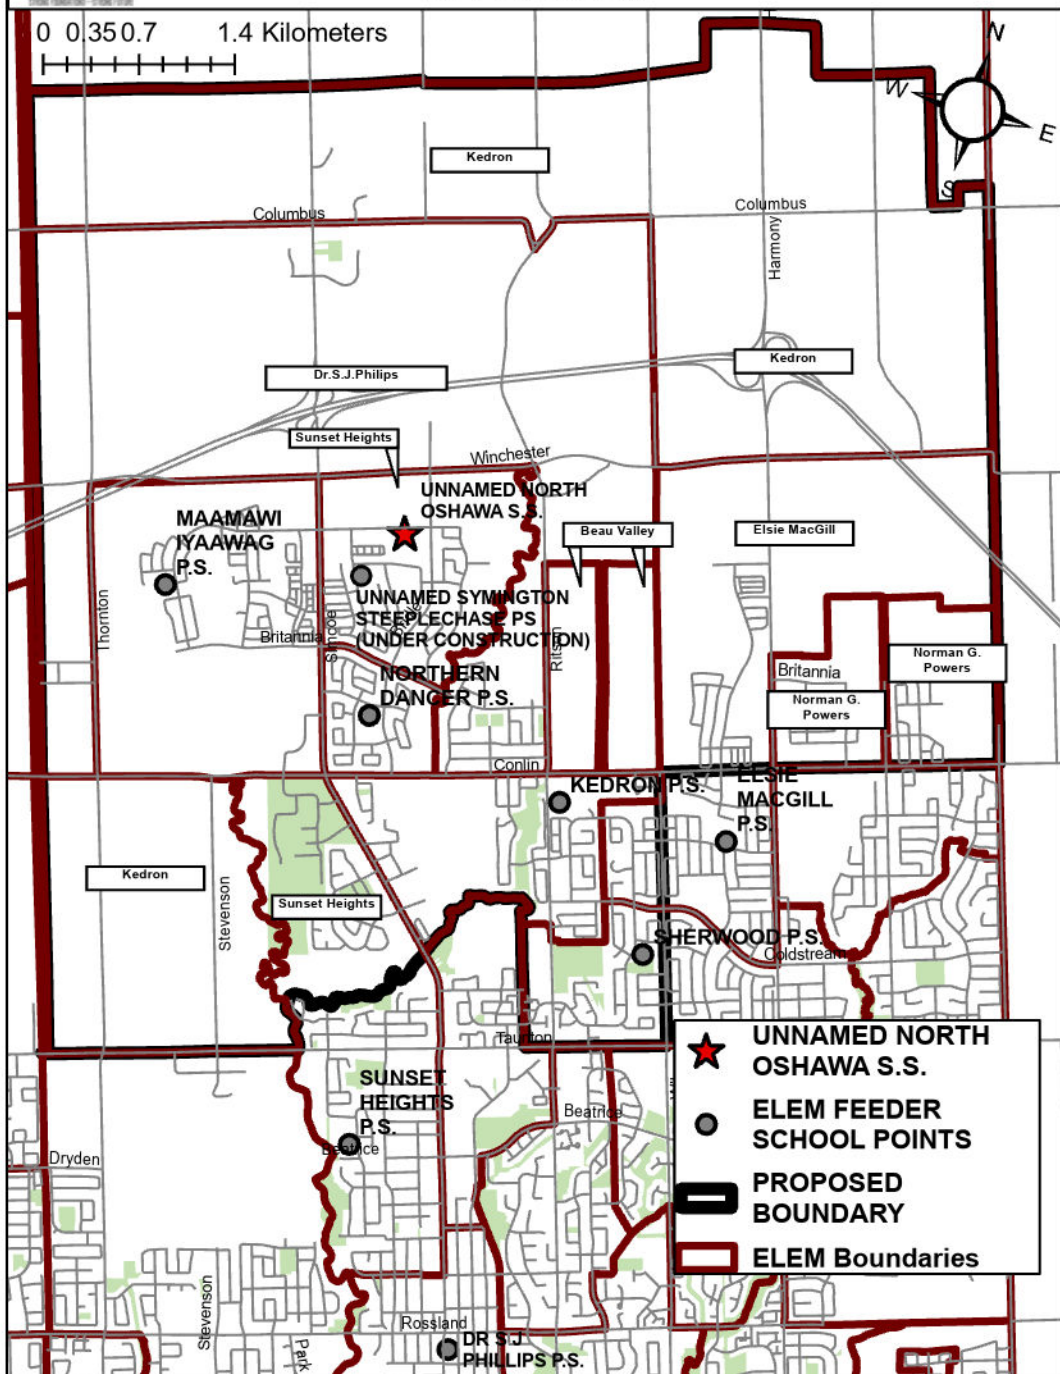 0 0.35 0.7 1.4 Kilometers
N
W
E
S
Kedron
Columbus
Columbus
Harmony
Kedron
Dr.S.J.Philips
Sunset Heights
Winchester
UNNAMED NORTH
OSHAWA S.S.
MAAMAWI
IYAAWAG
P.S.
Beau Valley
Elsie MacGill
UNNAMED SYMINGTON
STEEPLECHASE PS
(UNDER CONSTRUCTION)
Thornton
Britannia
Simcoe
Ritson
NORTHERN
DANCER P.S.
Britannia
Norman G.
Powers
Norman G.
Powers
Conlin
KEDRON P.S.
ELSIE
MACGILL
P.S.
Kedron
Stevenson
Sunset Heights
SHERWOOD P.S.
Coldstream
Taunton
SUNSET
HEIGHTS
P.S.
Beatrice
Beatrice
Dryden
Stevenson
Park
Rossland
DR S J
PHILLIPS P.S.
UNNAMED NORTH
OSHAWA S.S.
ELEM FEEDER
SCHOOL POINTS
PROPOSED
BOUNDARY
ELEM Boundaries